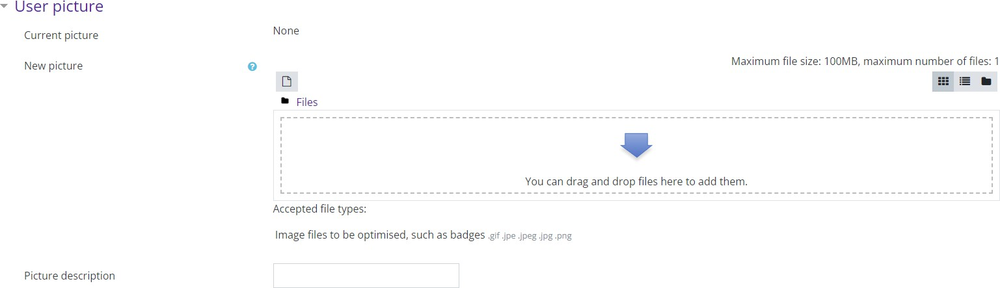 User picture
Current picture
None
New picture
?
Maximum file size: 100MB, maximum number of files: 1
Files
You can drag and drop files here to add them.
Accepted file types:
Image files to be optimised, such as badges .gif .jpe .jpeg .jpg .png
Picture description